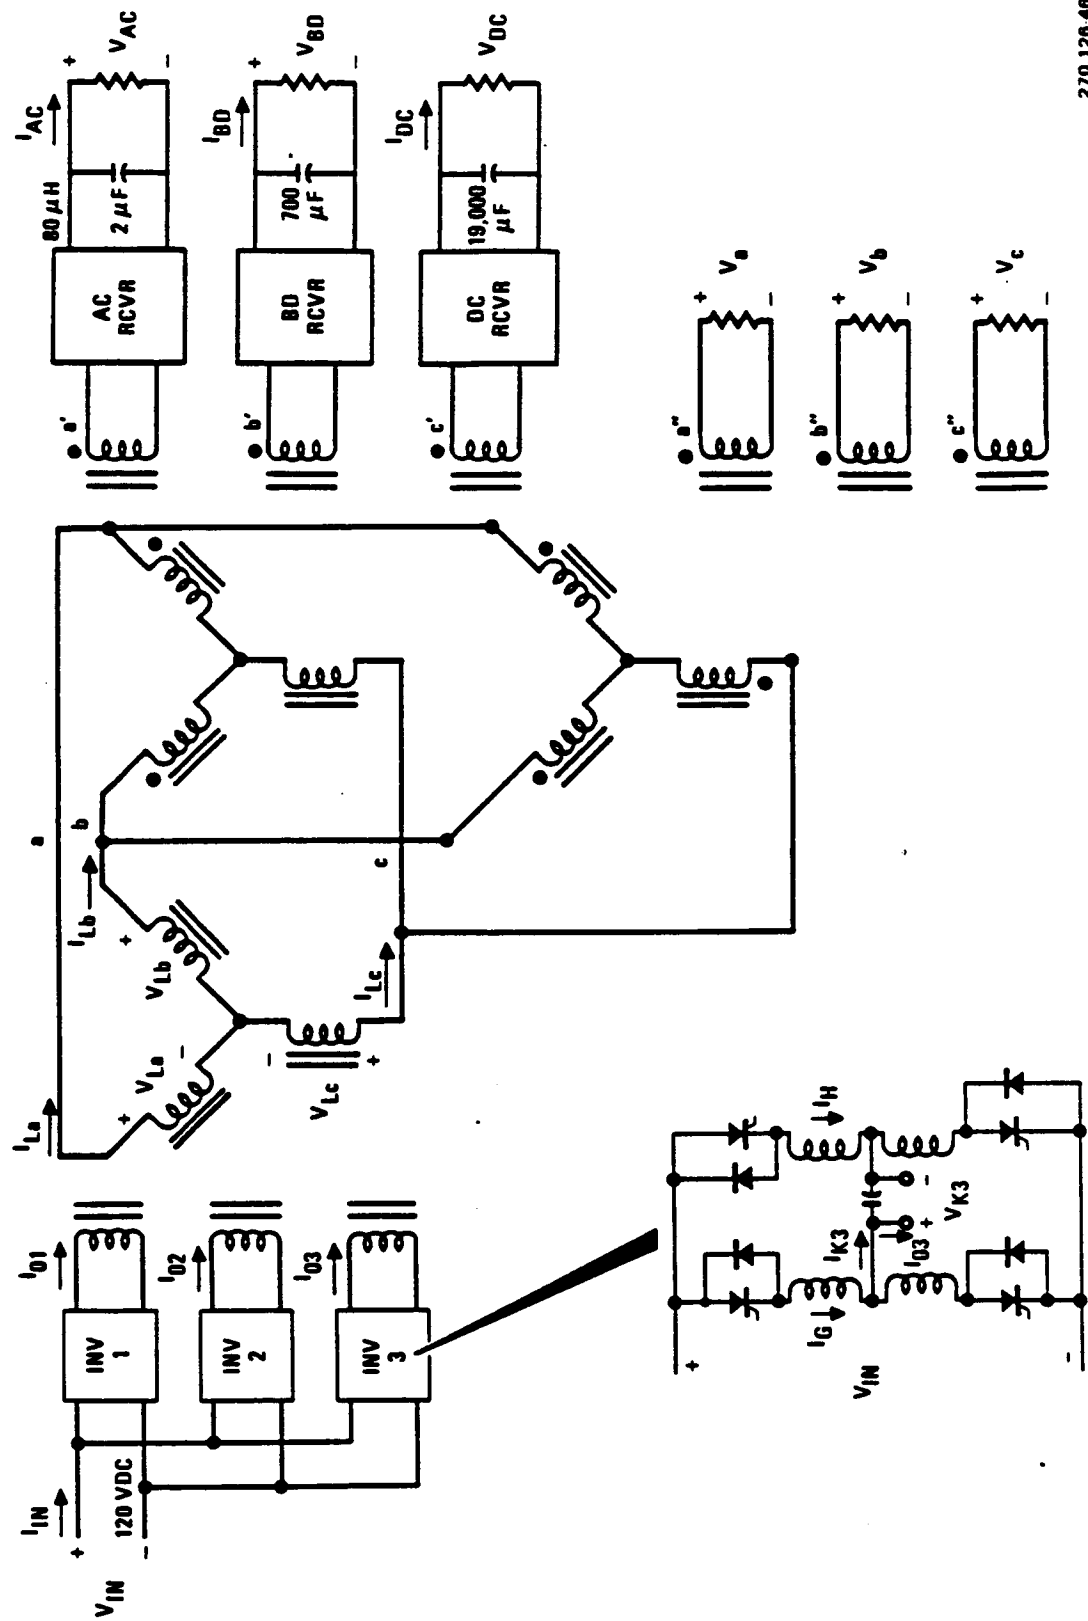 V_IN
+
I_IN
120 VDC
−
INV
1
INV
2
INV
3
I_01
I_02
I_03
I_La
a
I_Lb
b
I_Lc
c
+
V_La
−
+
V_Lb
−
V_Lc
+
a'
AC
RCVR
80 μH
2 μF
I_AC
+
V_AC
−
b'
BD
RCVR
700
μF
I_BD
+
V_BD
−
c'
DC
RCVR
19,000
μF
I_DC
V_DC
a"
+
V_a
−
b"
+
V_b
−
c"
+
V_c
−
+
V_IN
−
I_G
I_K3
I_03
+
V_K3
−
I_H